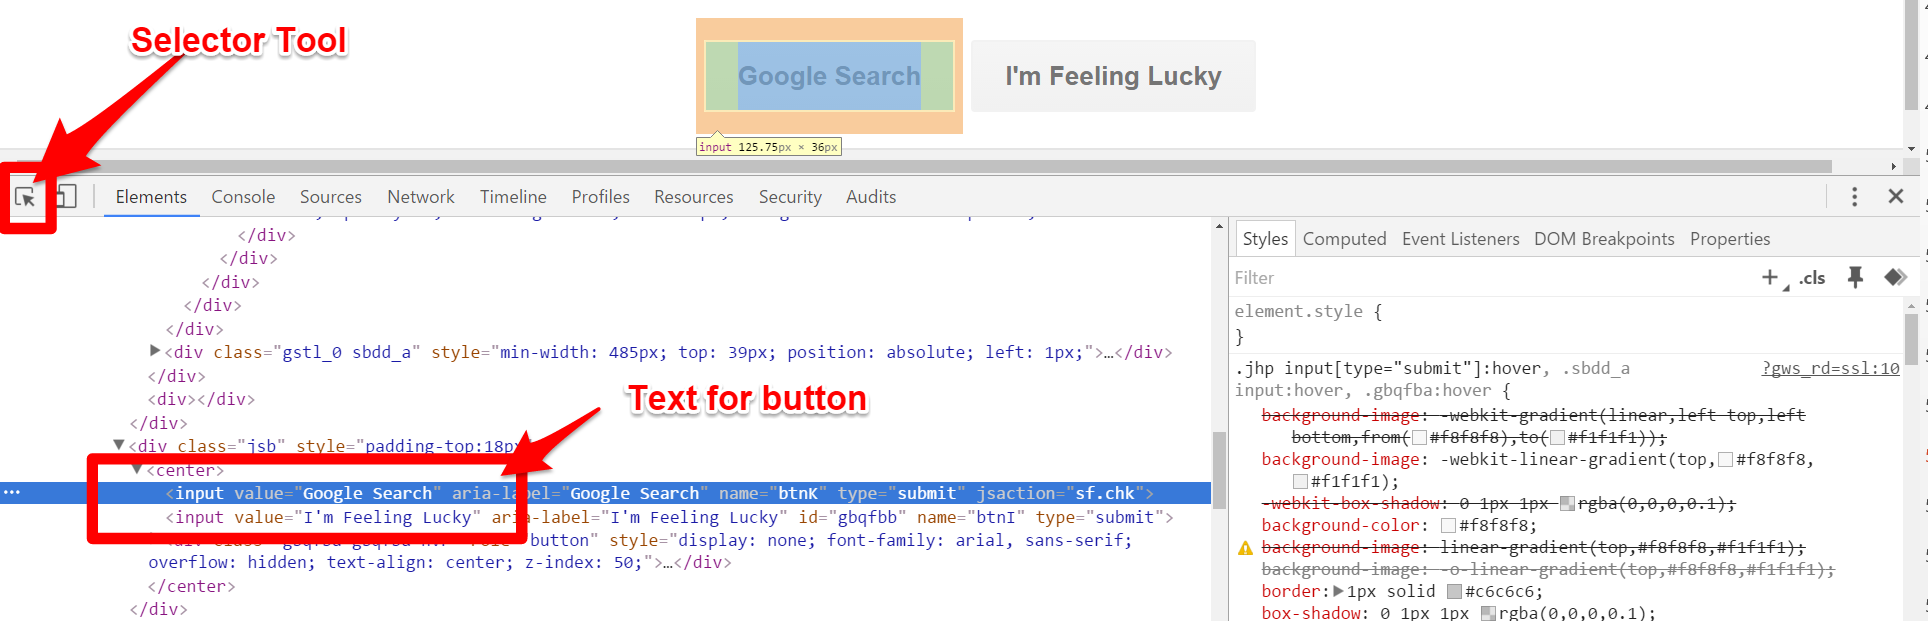 Selector Tool
Google Search
I'm Feeling Lucky
input 125.75px × 36px
Elements Console Sources Network Timeline Profiles Resources Security Audits
</div>
</div>
</div>
</div>
</div>
<div class="gstl_0 sbdd_a" style="min-width: 485px; top: 39px; position: absolute; left: 1px;">…</div>
</div>
<div></div>
Text for button
</div>
<div class="jsb" style="padding-top:18px
<center>
<input value="Google Search" aria-label="Google Search" name="btnK" type="submit" jsaction="sf.chk">
<input value="I'm Feeling Lucky" aria-label="I'm Feeling Lucky" id="gbqfbb" name="btnI" type="submit">
button" style="display: none; font-family: arial, sans-serif;
overflow: hidden; text-align: center; z-index: 50;">…</div>
</center>
</div>
Styles Computed Event Listeners DOM Breakpoints Properties
Filter
.cls
element.style {
}
.jhp input[type="submit"]:hover, .sbdd_a
?gws_rd=ssl:10
input:hover, .gbqfba:hover {
background-image: -webkit-gradient(linear,left top,left
bottom,from(#f8f8f8),to(#f1f1f1));
background-image: -webkit-linear-gradient(top,#f8f8f8,
#f1f1f1);
-webkit-box-shadow: 0 1px 1px rgba(0,0,0,0.1);
background-color: #f8f8f8;
background-image: linear-gradient(top,#f8f8f8,#f1f1f1);
background-image: -o-linear-gradient(top,#f8f8f8,#f1f1f1);
border: 1px solid #c6c6c6;
box-shadow: 0 1px 1px rgba(0,0,0,0.1);